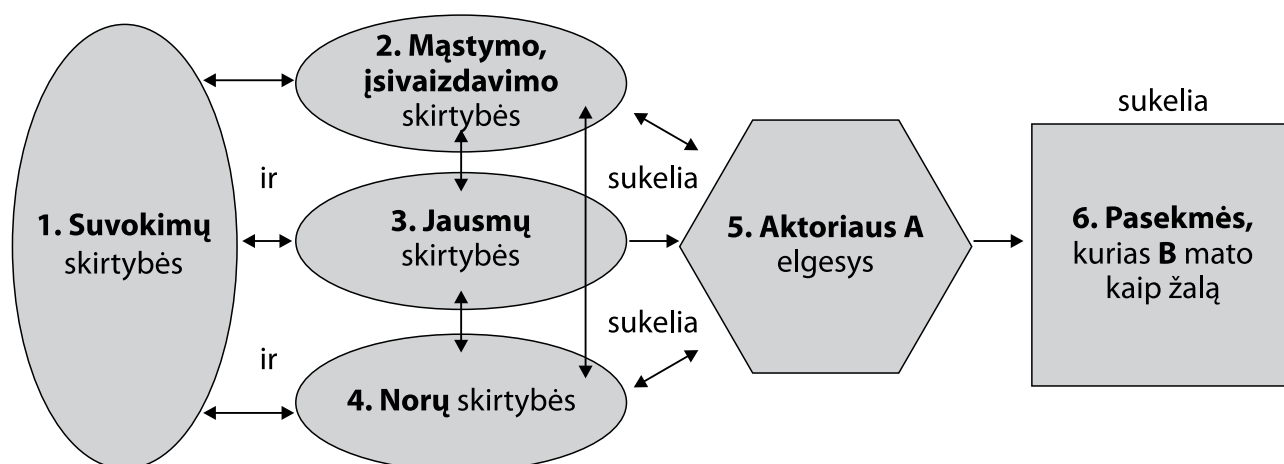 1. Suvokimų
skirtybės
ir
ir
2. Mąstymo,
įsivaizdavimo
skirtybės
3. Jausmų
skirtybės
4. Norų skirtybės
sukelia
sukelia
5. Aktoriaus A
elgesys
sukelia
6. Pasekmės,
kurias B mato
kaip žalą